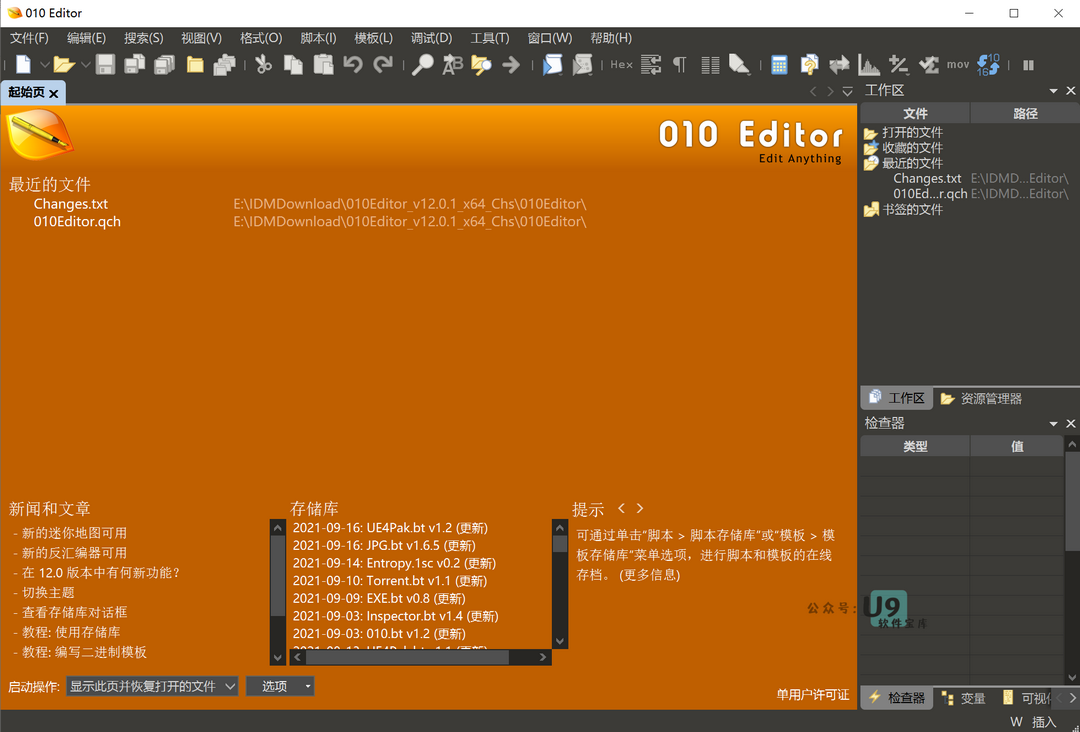 010 Editor
文件(F) 编辑(E) 搜索(S) 视图(V) 格式(O) 脚本(I) 模板(L) 调试(D) 工具(T) 窗口(W) 帮助(H)
Hex mov 10 16
起始页
010 Editor
Edit Anything
最近的文件
Changes.txt E:\IDMDownload\010Editor_v12.0.1_x64_Chs\010Editor\
010Editor.qch E:\IDMDownload\010Editor_v12.0.1_x64_Chs\010Editor\
新闻和文章
- 新的迷你地图可用
- 新的反汇编器可用
- 在 12.0 版本中有何新功能？
- 切换主题
- 查看存储库对话框
- 教程: 使用存储库
- 教程: 编写二进制模板
存储库
2021-09-16: UE4Pak.bt v1.2 (更新)
2021-09-16: JPG.bt v1.6.5 (更新)
2021-09-14: Entropy.1sc v0.2 (更新)
2021-09-10: Torrent.bt v1.1 (更新)
2021-09-09: EXE.bt v0.8 (更新)
2021-09-03: Inspector.bt v1.4 (更新)
2021-09-03: 010.bt v1.2 (更新)
提示
可通过单击"脚本 > 脚本存储库"或"模板 > 模
板存储库"菜单选项，进行脚本和模板的在线
存档。 (更多信息)
启动操作: 显示此页并恢复打开的文件 选项
单用户许可证
工作区
文件 路径
打开的文件
收藏的文件
最近的文件
Changes.txt E:\IDMD...Editor\
010Ed...r.qch E:\IDMD...Editor\
书签的文件
工作区 资源管理器
检查器
类型 值
公众号: U9
软件宝库
检查器 变量 可视化
W 插入